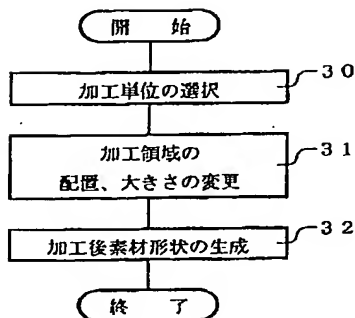 開 始
加工単位の選択
30
加工領域の
31
配置、大きさの変更
32
加工後素材形状の生成
終 了